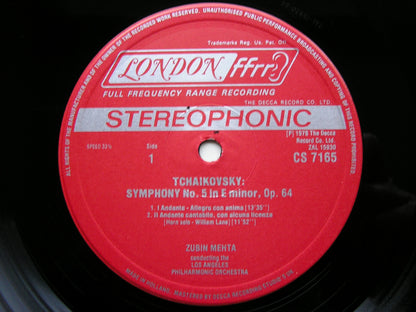 ALL RIGHTS OF THE MANUFACTURER AND OF THE OWNER OF THE RECORDED WORK RESERVED. UNAUTHORISED PUBLIC PERFORMANCE, BROADCASTING AND COPYING OF THIS RECORD PROHIBITED
Trademarks Reg. Us. Pat. Off
LONDON ffrr
FULL FREQUENCY RANGE RECORDING
THE DECCA RECORD CO. LTD.
STEREOPHONIC
SPEED 33⅓
Side
1
[P] 1978 The Decca
Record Co. Ltd.
ZAL 15930
CS 7165
TCHAIKOVSKY:
SYMPHONY No. 5 in E minor, Op. 64
1. I Andante - Allegro con anima [13'35"]
2. II Andante cantabile, con alcuna licenza
[Horn solo - William Lane] [11'52"]
ZUBIN MEHTA
conducting the
LOS ANGELES
PHILHARMONIC ORCHESTRA
MADE IN HOLLAND, MASTERED BY DECCA RECORDING STUDIO'S UK